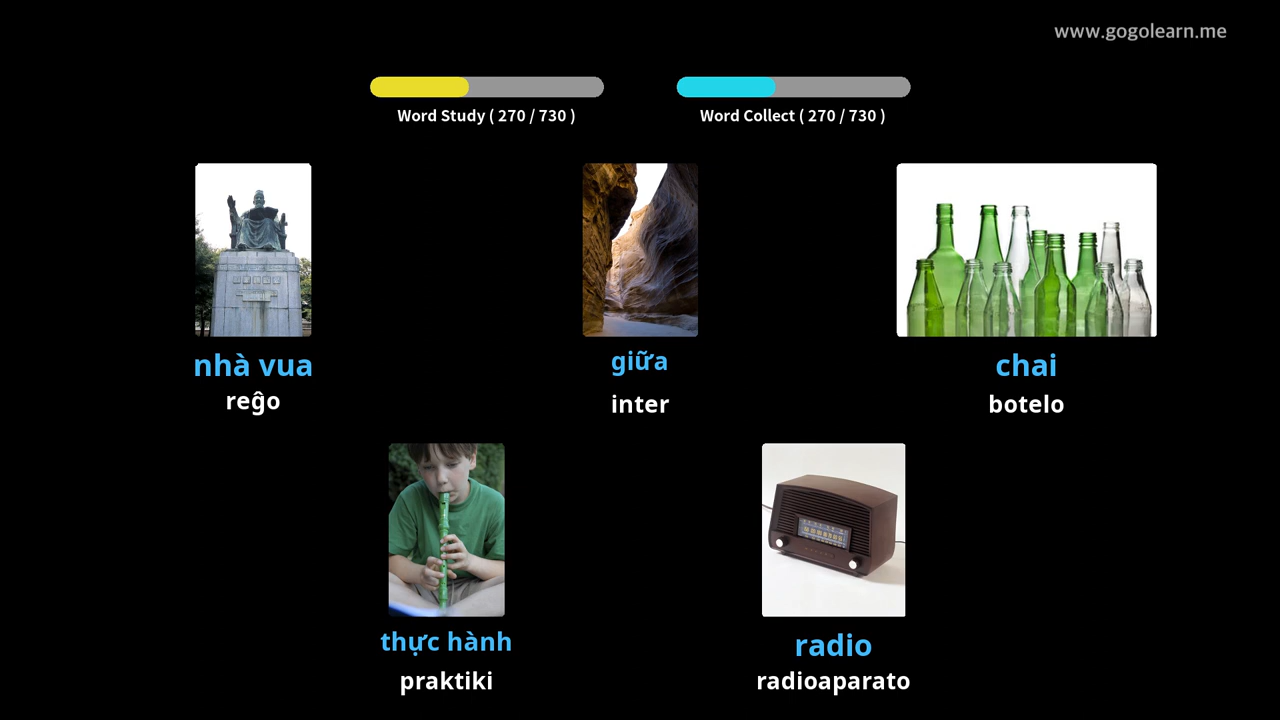 www.gogolearn.me
Word Study ( 270 / 730 )
Word Collect ( 270 / 730 )
nhà vua
giữa
chai
reĝo
inter
botelo
thực hành
radio
praktiki
radioaparato